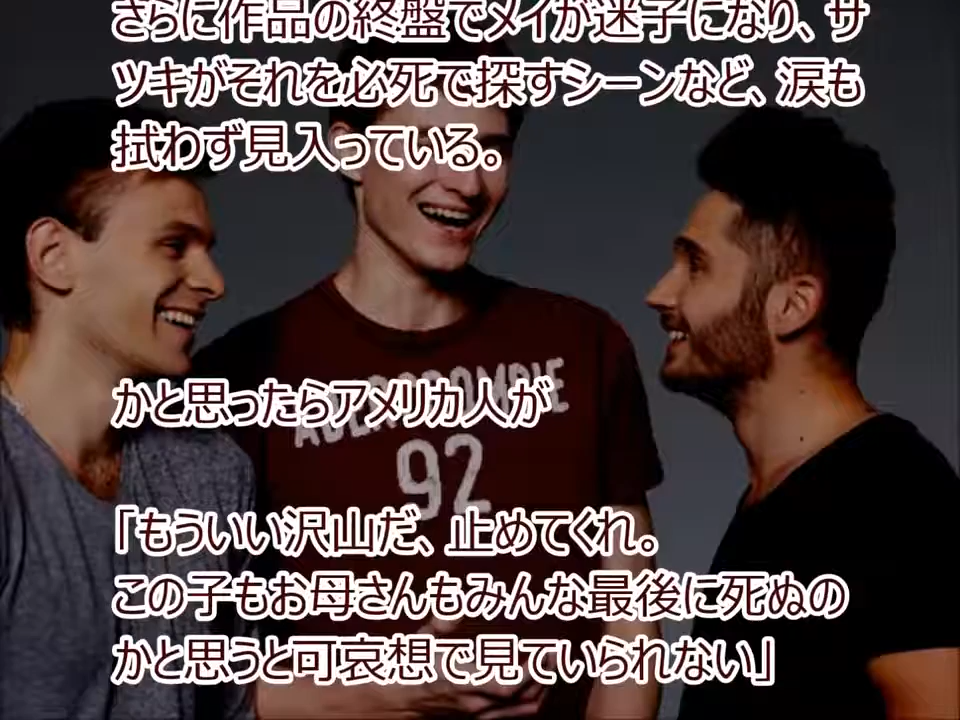 さらに作品の終盤でメイが迷子になり、サ
ツキがそれを必死で探すシーンなど、涙も
拭わず見入っている。
かと思ったらアメリカ人が
ABERCROMBIE
92
「もういい沢山だ、止めてくれ。
この子もお母さんもみんな最後に死ぬの
かと思うと可哀想で見ていられない」